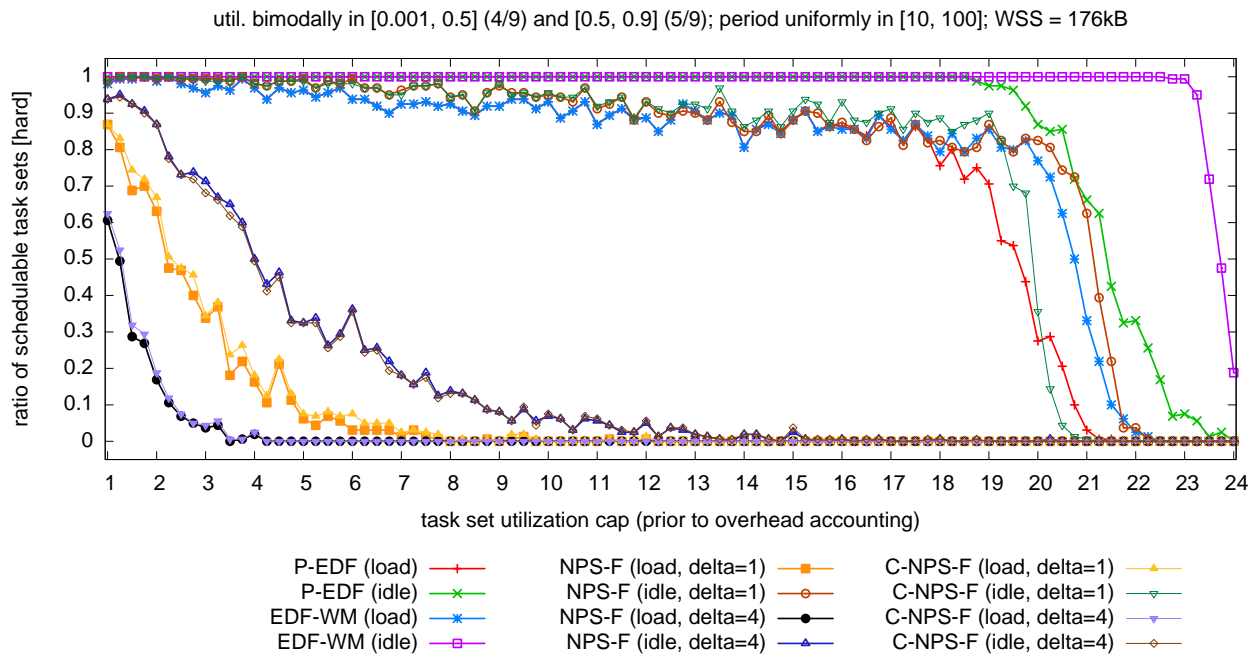 util. bimodally in [0.001, 0.5] (4/9) and [0.5, 0.9] (5/9); period uniformly in [10, 100]; WSS = 176kB
ratio of schedulable task sets [hard]
1
0.9
0.8
0.7
0.6
0.5
0.4
0.3
0.2
0.1
0
1 2 3 4 5 6 7 8 9 10 11 12 13 14 15 16 17 18 19 20 21 22 23 24
task set utilization cap (prior to overhead accounting)
P-EDF (load) NPS-F (load, delta=1) C-NPS-F (load, delta=1)
P-EDF (idle) NPS-F (idle, delta=1) C-NPS-F (idle, delta=1)
EDF-WM (load) NPS-F (load, delta=4) C-NPS-F (load, delta=4)
EDF-WM (idle) NPS-F (idle, delta=4) C-NPS-F (idle, delta=4)